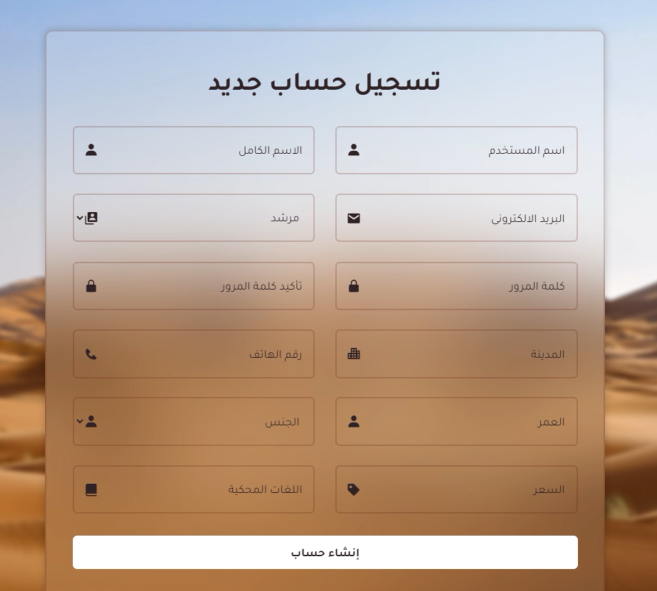 تسجيل حساب جديد
اسم المستخدم
الاسم الكامل
البريد الالكتروني
مرشد
كلمة المرور
تأكيد كلمة المرور
المدينة
رقم الهاتف
العمر
الجنس
السعر
اللغات المحكية
إنشاء حساب